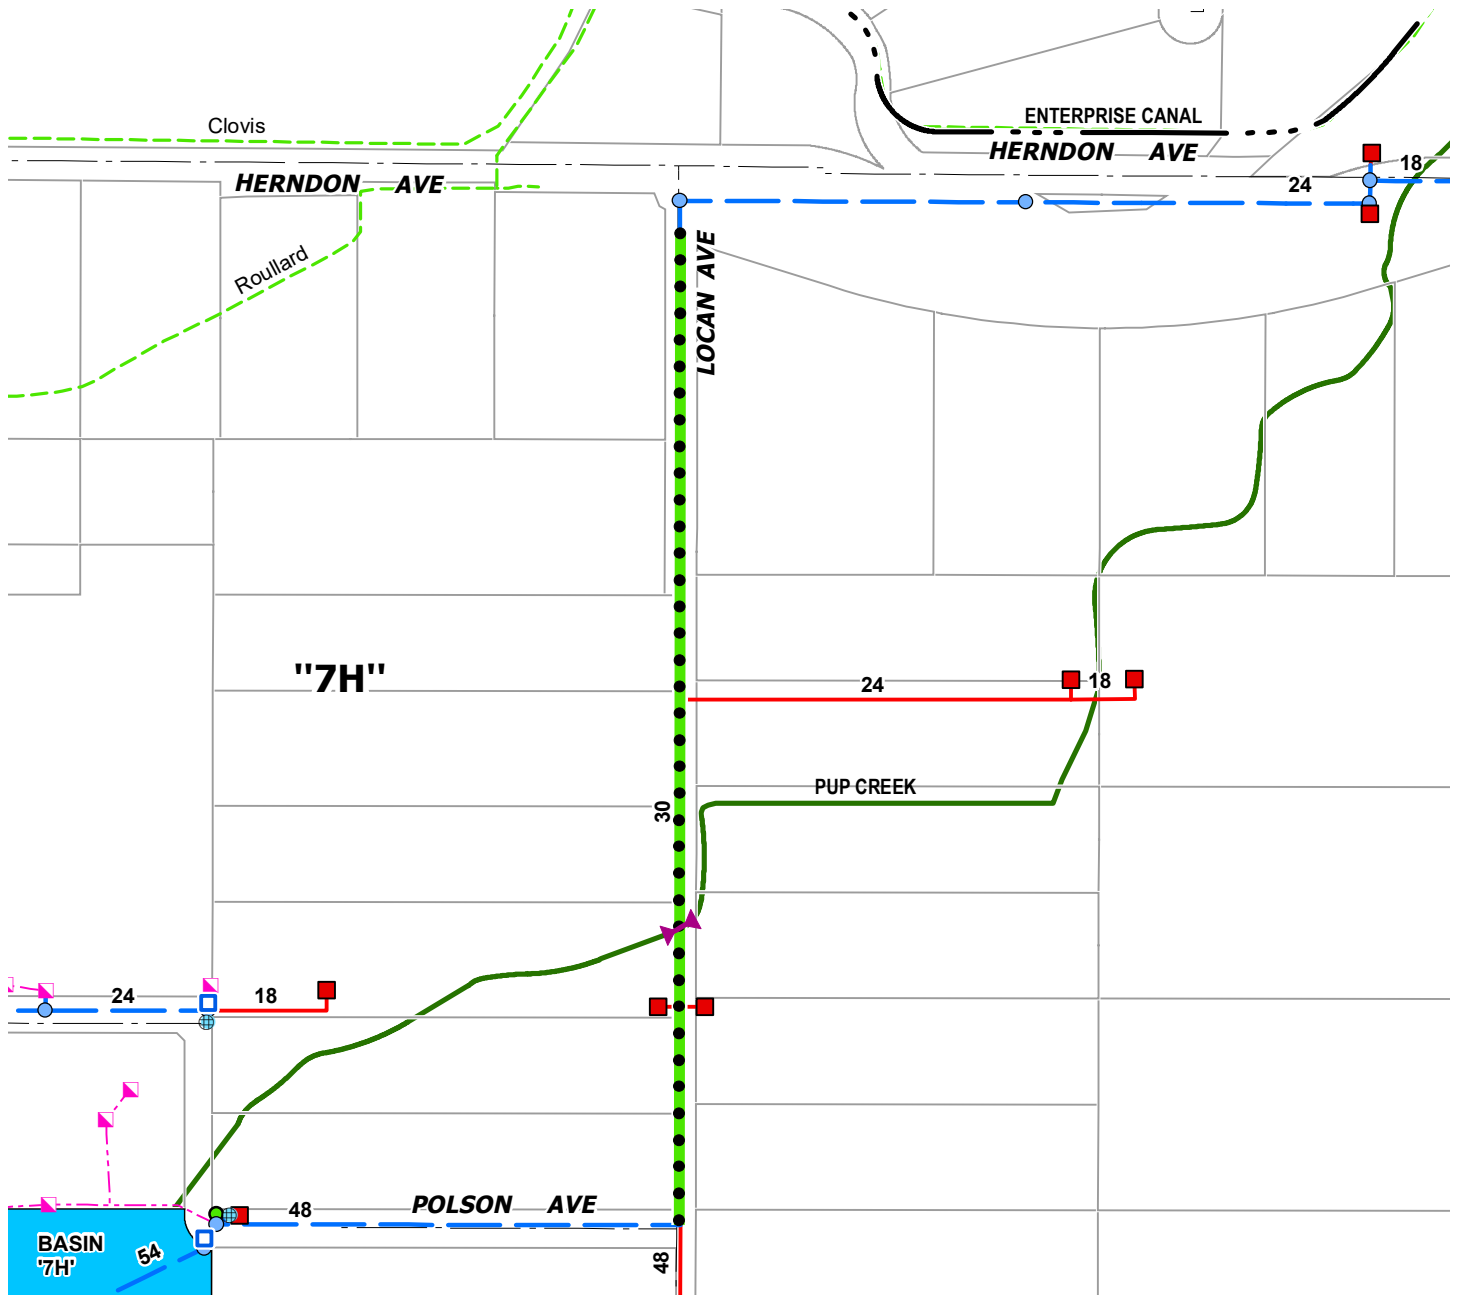 Clovis
ENTERPRISE CANAL
HERNDON AVE
18
HERNDON AVE
24
Roullard
LOCAN AVE
"7H"
24
18
30
PUP CREEK
24
18
48
POLSON AVE
BASIN
'7H'
54
48